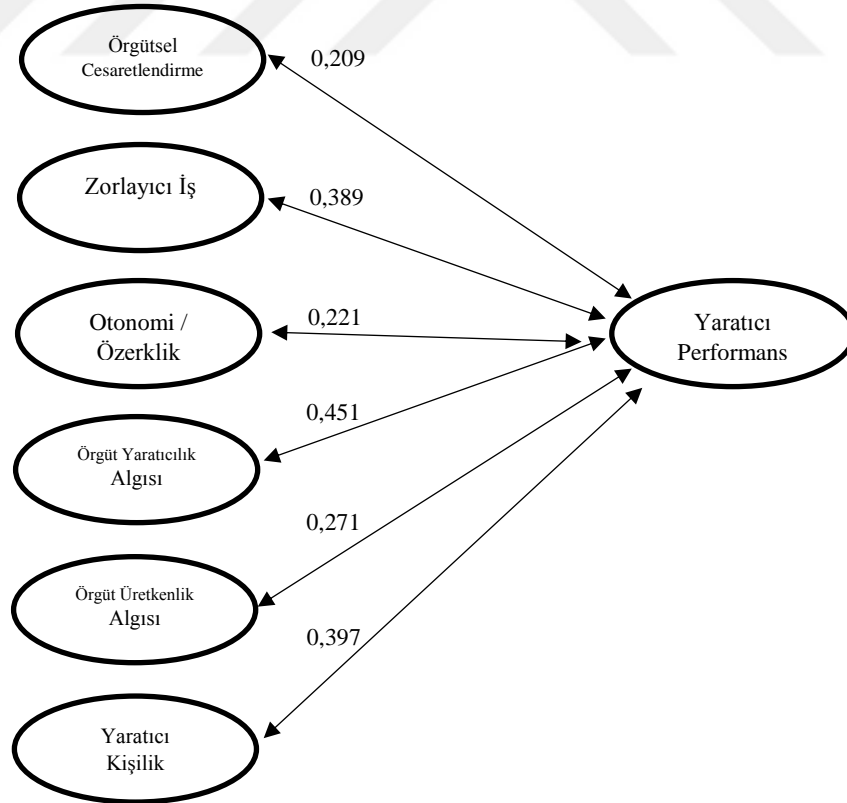 Örgütsel
Cesaretlendirme
0,209
Zorlayıcı İş
0,389
Otonomi /
Özerklik
0,221
Yaratıcı
Performans
0,451
Örgüt Yaratıcılık
Algısı
0,271
Örgüt Üretkenlik
Algısı
0,397
Yaratıcı
Kişilik